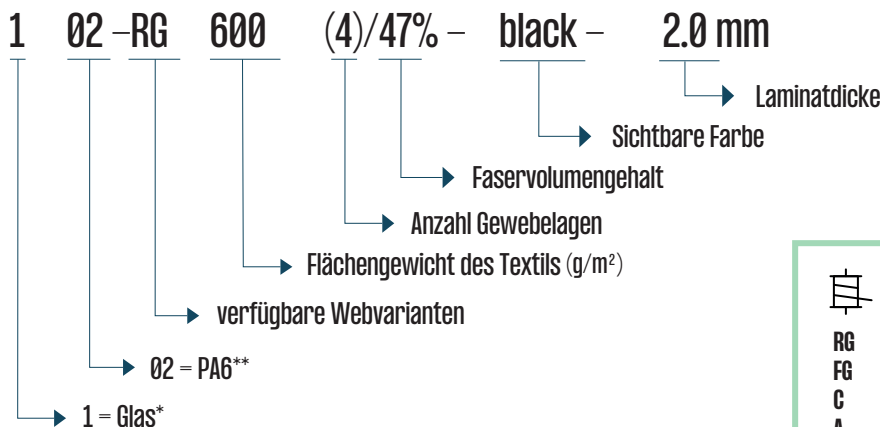 1 02 –RG 600 (4)/47% – black – 2.0 mm
Laminatdicke
Sichtbare Farbe
Faservolumengehalt
Anzahl Gewebelagen
Flächengewicht des Textils (g/m²)
verfügbare Webvarianten
02 = PA6**
1 = Glas*
RG
FG
C